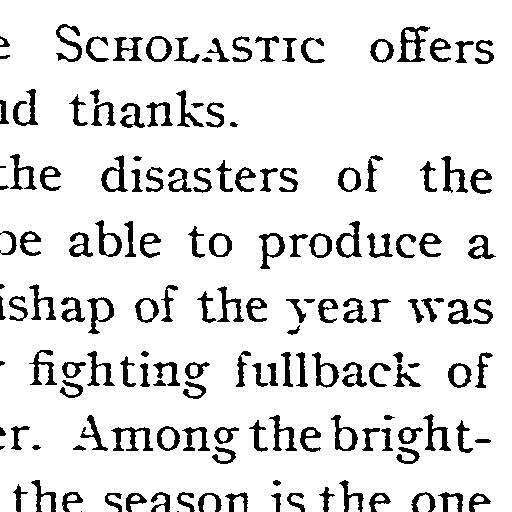 SCHOLASTIC offers
thanks.
the disasters of the
be able to produce a
ishap of the year was
fighting fullback of
er. Among the bright-
the season is the one